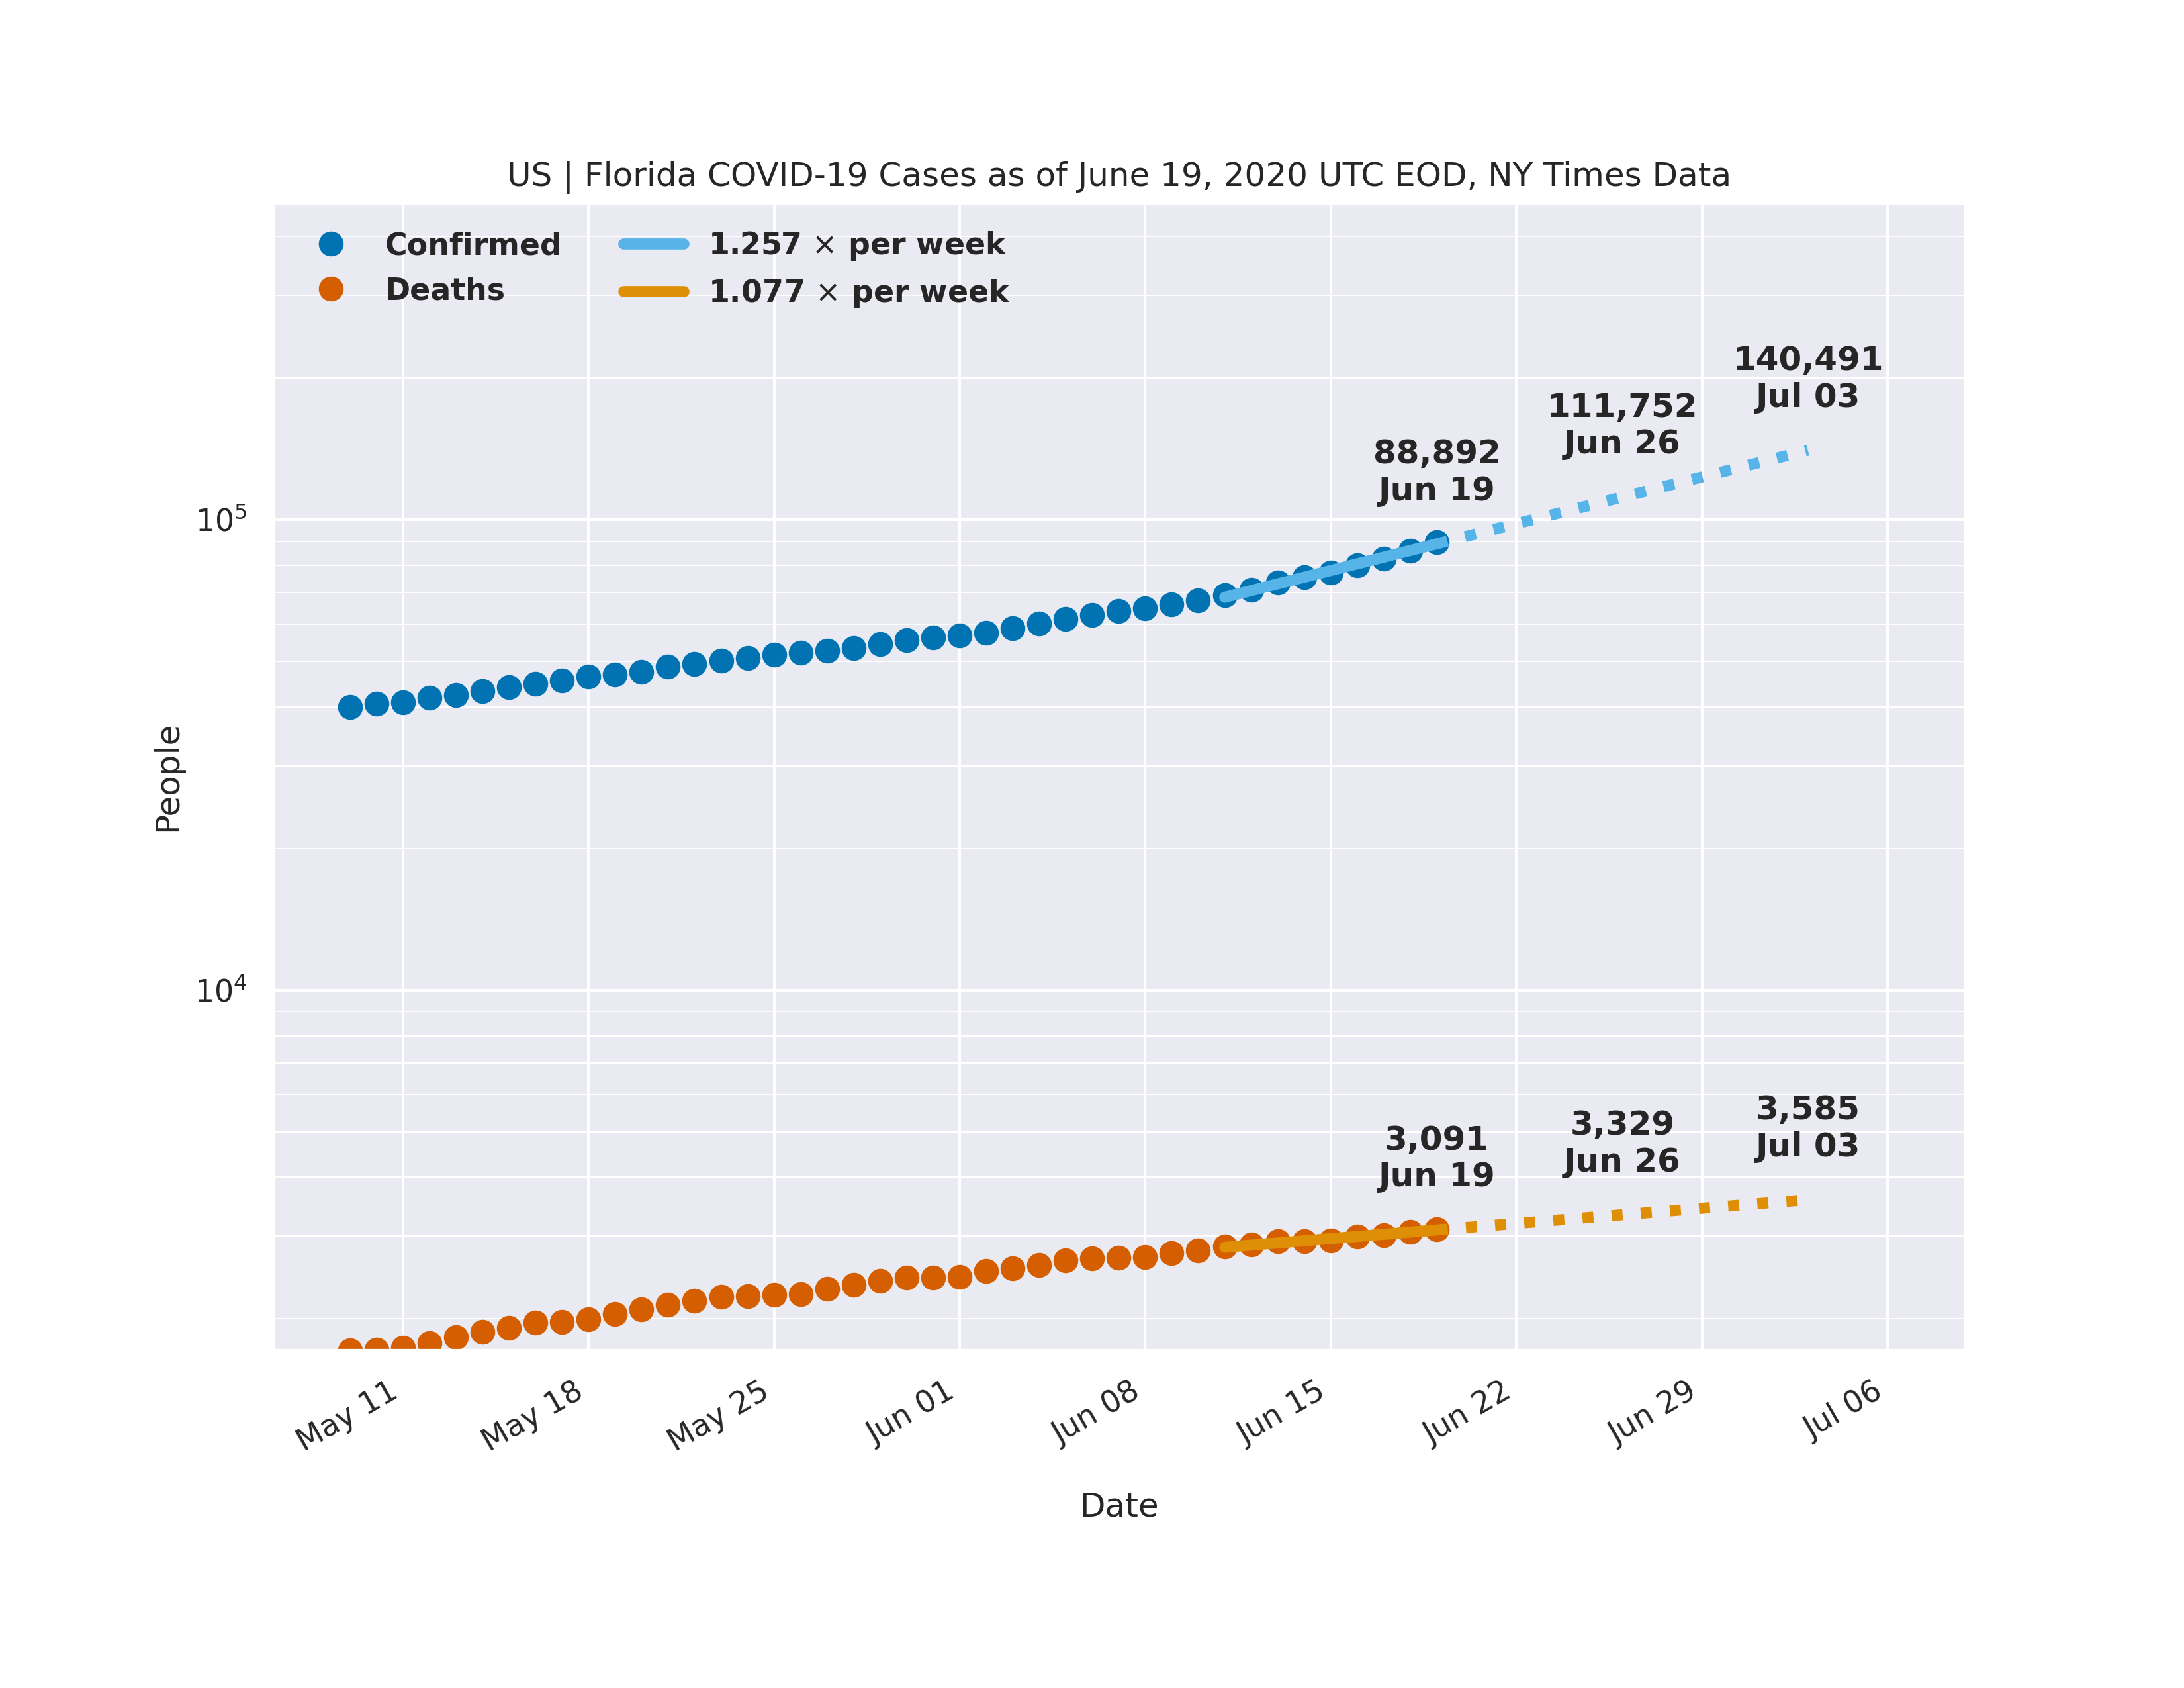 US | Florida COVID-19 Cases as of June 19, 2020 UTC EOD, NY Times Data
Confirmed
Deaths
1.257 × per week
1.077 × per week
140,491
Jul 03
111,752
Jun 26
88,892
Jun 19
10⁵
10⁴
People
3,585
Jul 03
3,329
Jun 26
3,091
Jun 19
May 11
May 18
May 25
Jun 01
Jun 08
Jun 15
Jun 22
Jun 29
Jul 06
Date